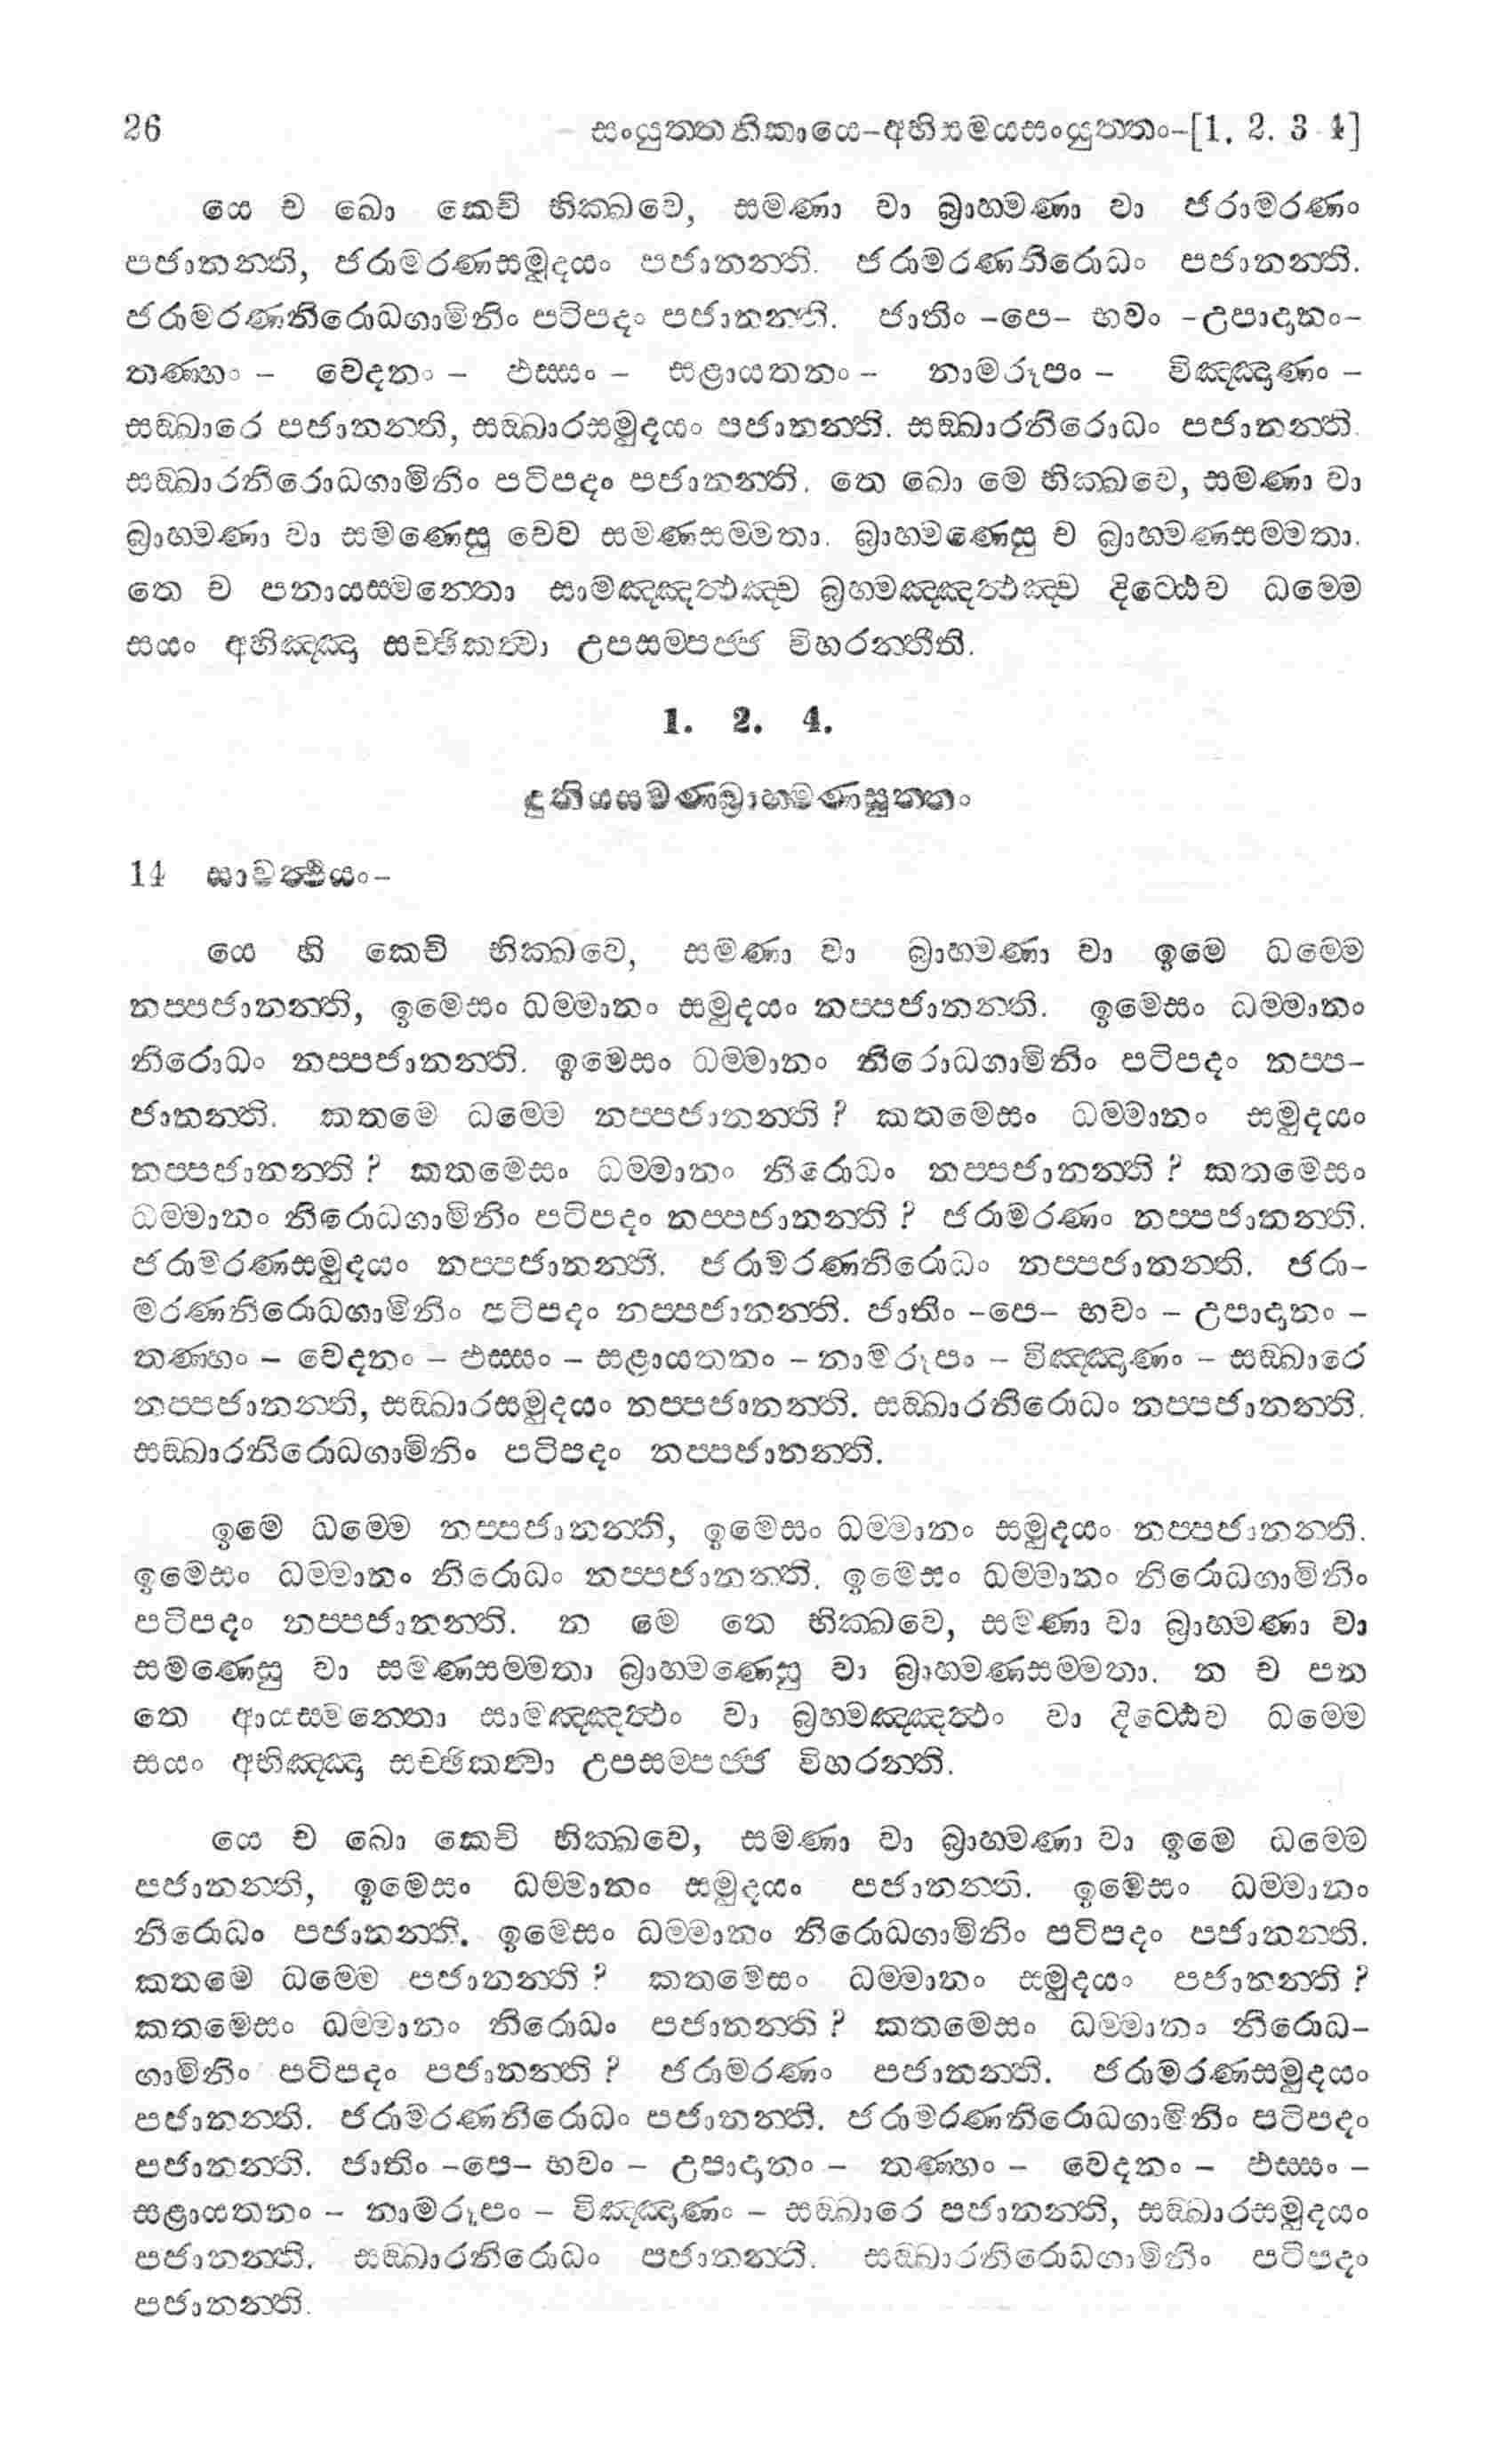 26 සංයුත්ත නිකායෙ-අභිසමයසංයුත්තං-[1. 2. 3 4]
යෙ ච ඛො කෙචි භික්ඛවෙ, සමණා වා බ්‍රාහ්මණා වා ජරාමරණං
පජානන්ති, ජරාමරණසමුදයං පජානන්ති. ජරාමරණනිරොධං පජානන්ති.
ජරාමරණනිරොධගාමිනිං පටිපදං පජානන්ති. ජාතිං -පෙ- භවං -උපාදානං-
තණ්හං - වෙදනං - ඵස්සං - සළායතනං - නාමරූපං - විඤ්ඤාණං -
සඞ්ඛාරෙ පජානන්ති, සඞ්ඛාරසමුදයං පජානන්ති. සඞ්ඛාරනිරොධං පජානන්ති.
සඞ්ඛාරනිරොධගාමිනිං පටිපදං පජානන්ති. තෙ ඛො මෙ භික්ඛවෙ, සමණා වා
බ්‍රාහ්මණා වා සමණෙසු චෙව සමණසම්මතා. බ්‍රාහ්මණෙසු ච බ්‍රාහ්මණසම්මතා.
තෙ ච පනායස්මන්තො සාමඤ්ඤත්ථඤ්ච බ්‍රහ්මඤ්ඤත්ථඤ්ච දිට්ඨෙව ධම්මෙ
සයං අභිඤ්ඤා සච්ඡිකත්වා උපසම්පජ්ජ විහරන්තීති.
1. 2. 4.
දුතියසමණබ්‍රාහ්මණසුත්තං
14 සාවත්ථියං-
යෙ හි කෙචි භික්ඛවෙ, සමණා වා බ්‍රාහ්මණා වා ඉමෙ ධම්මෙ
නප්පජානන්ති, ඉමෙසං ධම්මානං සමුදයං නප්පජානන්ති. ඉමෙසං ධම්මානං
නිරොධං නප්පජානන්ති. ඉමෙසං ධම්මානං නිරොධගාමිනිං පටිපදං නප්ප-
ජානන්ති. කතමෙ ධම්මෙ නප්පජානන්ති ? කතමෙසං ධම්මානං සමුදයං
නප්පජානන්ති ? කතමෙසං ධම්මානං නිරොධං නප්පජානන්ති ? කතමෙසං
ධම්මානං නිරොධගාමිනිං පටිපදං නප්පජානන්ති ? ජරාමරණං නප්පජානන්ති.
ජරාමරණසමුදයං නප්පජානන්ති. ජරාමරණනිරොධං නප්පජානන්ති. ජරා-
මරණනිරොධගාමිනිං පටිපදං නප්පජානන්ති. ජාතිං -පෙ- භවං - උපාදානං -
තණ්හං - වෙදනං - ඵස්සං - සළායතනං - නාමරූපං - විඤ්ඤාණං - සඞ්ඛාරෙ
නප්පජානන්ති, සඞ්ඛාරසමුදයං නප්පජානන්ති. සඞ්ඛාරනිරොධං නප්පජානන්ති.
සඞ්ඛාරනිරොධගාමිනිං පටිපදං නප්පජානන්ති.
ඉමෙ ධම්මෙ නප්පජානන්ති, ඉමෙසං ධම්මානං සමුදයං නප්පජානන්ති.
ඉමෙසං ධම්මානං නිරොධං නප්පජානන්ති. ඉමෙසං ධම්මානං නිරොධගාමිනිං
පටිපදං නප්පජානන්ති. න මෙ තෙ භික්ඛවෙ, සමණා වා බ්‍රාහ්මණා වා
සමණෙසු වා සමණසම්මතා බ්‍රාහ්මණෙසු වා බ්‍රාහ්මණසම්මතා. න ච පන
තෙ ආයස්මන්තො සාමඤ්ඤත්ථං වා බ්‍රහ්මඤ්ඤත්ථං වා දිට්ඨෙව ධම්මෙ
සයං අභිඤ්ඤා සච්ඡිකත්වා උපසම්පජ්ජ විහරන්ති.
යෙ ච ඛො කෙචි භික්ඛවෙ, සමණා වා බ්‍රාහ්මණා වා ඉමෙ ධම්මෙ
පජානන්ති, ඉමෙසං ධම්මානං සමුදයං පජානන්ති. ඉමෙසං ධම්මානං
නිරොධං පජානන්ති. ඉමෙසං ධම්මානං නිරොධගාමිනිං පටිපදං පජානන්ති.
කතමෙ ධම්මෙ පජානන්ති ? කතමෙසං ධම්මානං සමුදයං පජානන්ති ?
කතමෙසං ධම්මානං නිරොධං පජානන්ති ? කතමෙසං ධම්මානං නිරොධ-
ගාමිනිං පටිපදං පජානන්ති ? ජරාමරණං පජානන්ති. ජරාමරණසමුදයං
පජානන්ති. ජරාමරණනිරොධං පජානන්ති. ජරාමරණනිරොධගාමිනිං පටිපදං
පජානන්ති. ජාතිං -පෙ- භවං - උපාදානං - තණ්හං - වෙදනං - ඵස්සං -
සළායතනං - නාමරූපං - විඤ්ඤාණං - සඞ්ඛාරෙ පජානන්ති, සඞ්ඛාරසමුදයං
පජානන්ති. සඞ්ඛාරනිරොධං පජානන්ති. සඞ්ඛාරනිරොධගාමිනිං පටිපදං
පජානන්ති.